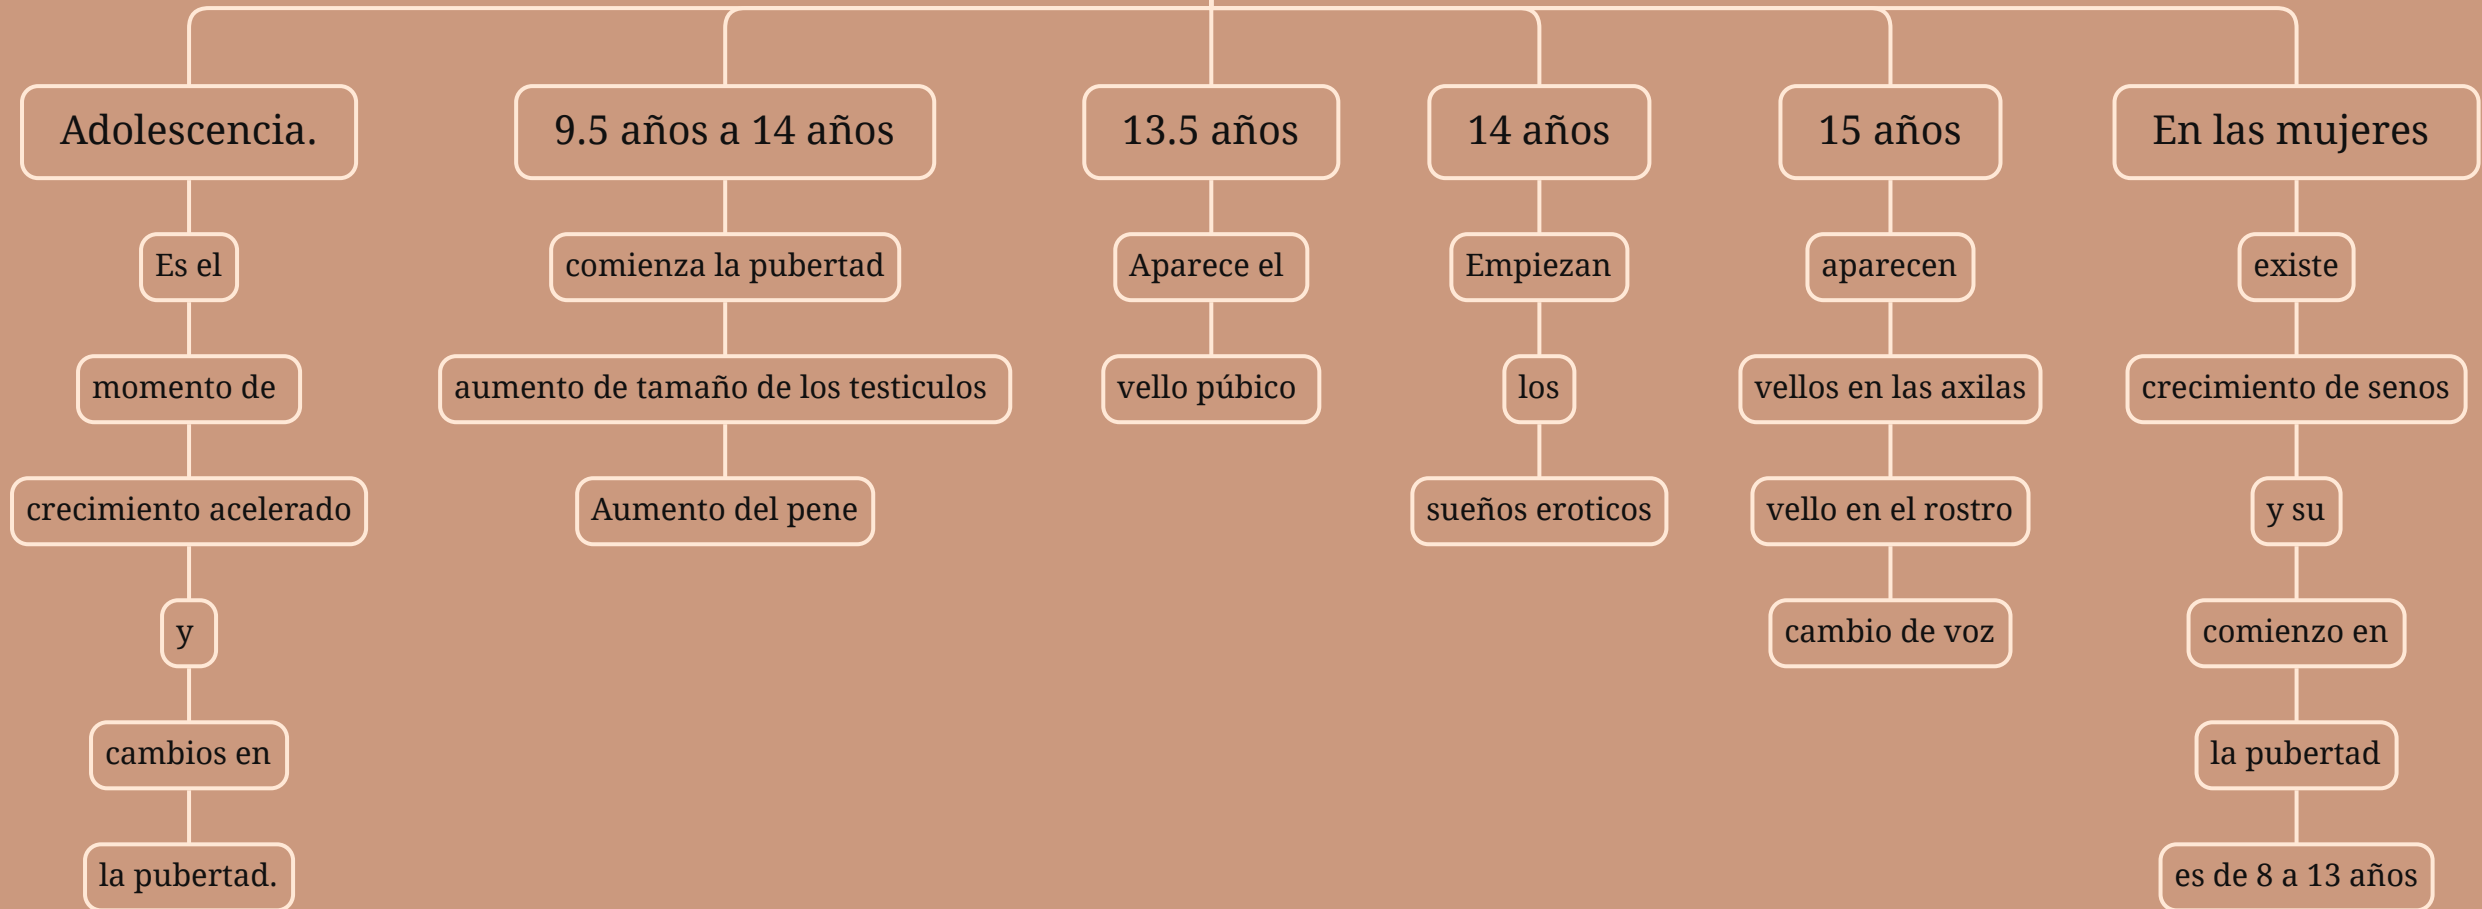 Adolescencia.
Es el
momento de
crecimiento acelerado
y
cambios en
la pubertad.
9.5 años a 14 años
comienza la pubertad
aumento de tamaño de los testiculos
Aumento del pene
13.5 años
Aparece el
vello púbico
14 años
Empiezan
los
sueños eroticos
15 años
aparecen
vellos en las axilas
vello en el rostro
cambio de voz
En las mujeres
existe
crecimiento de senos
y su
comienzo en
la pubertad
es de 8 a 13 años